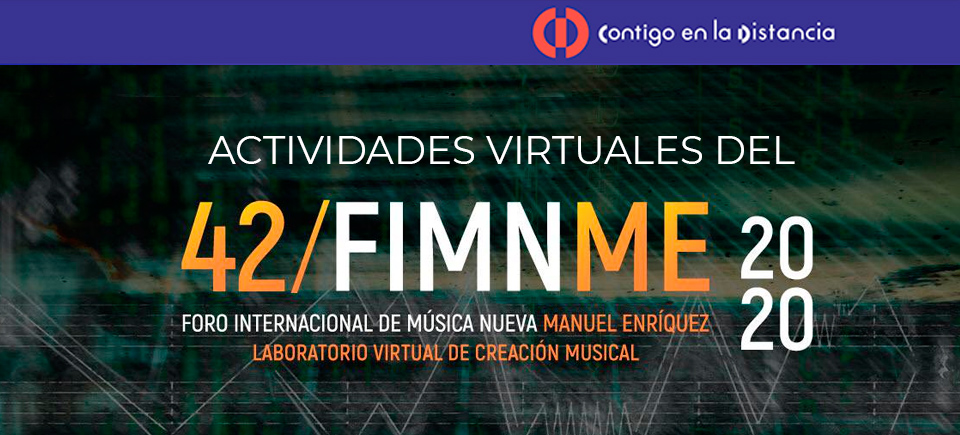 Contigo en la Distancia
ACTIVIDADES VIRTUALES DEL
42/FIMNME
20
20
FORO INTERNACIONAL DE MÚSICA NUEVA MANUEL ENRÍQUEZ
LABORATORIO VIRTUAL DE CREACIÓN MUSICAL